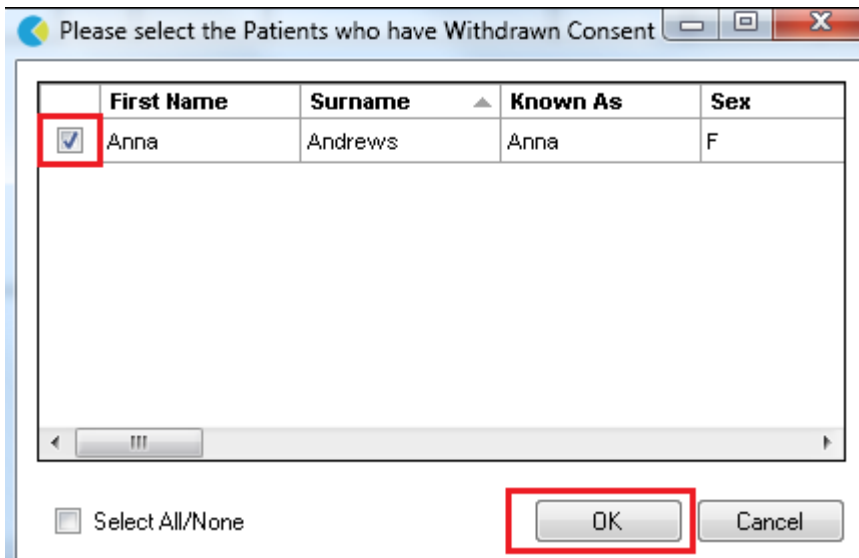 Please select the Patients who have Withdrawn Consent
First Name Surname Known As Sex
Anna Andrews Anna F
Select All/None OK Cancel